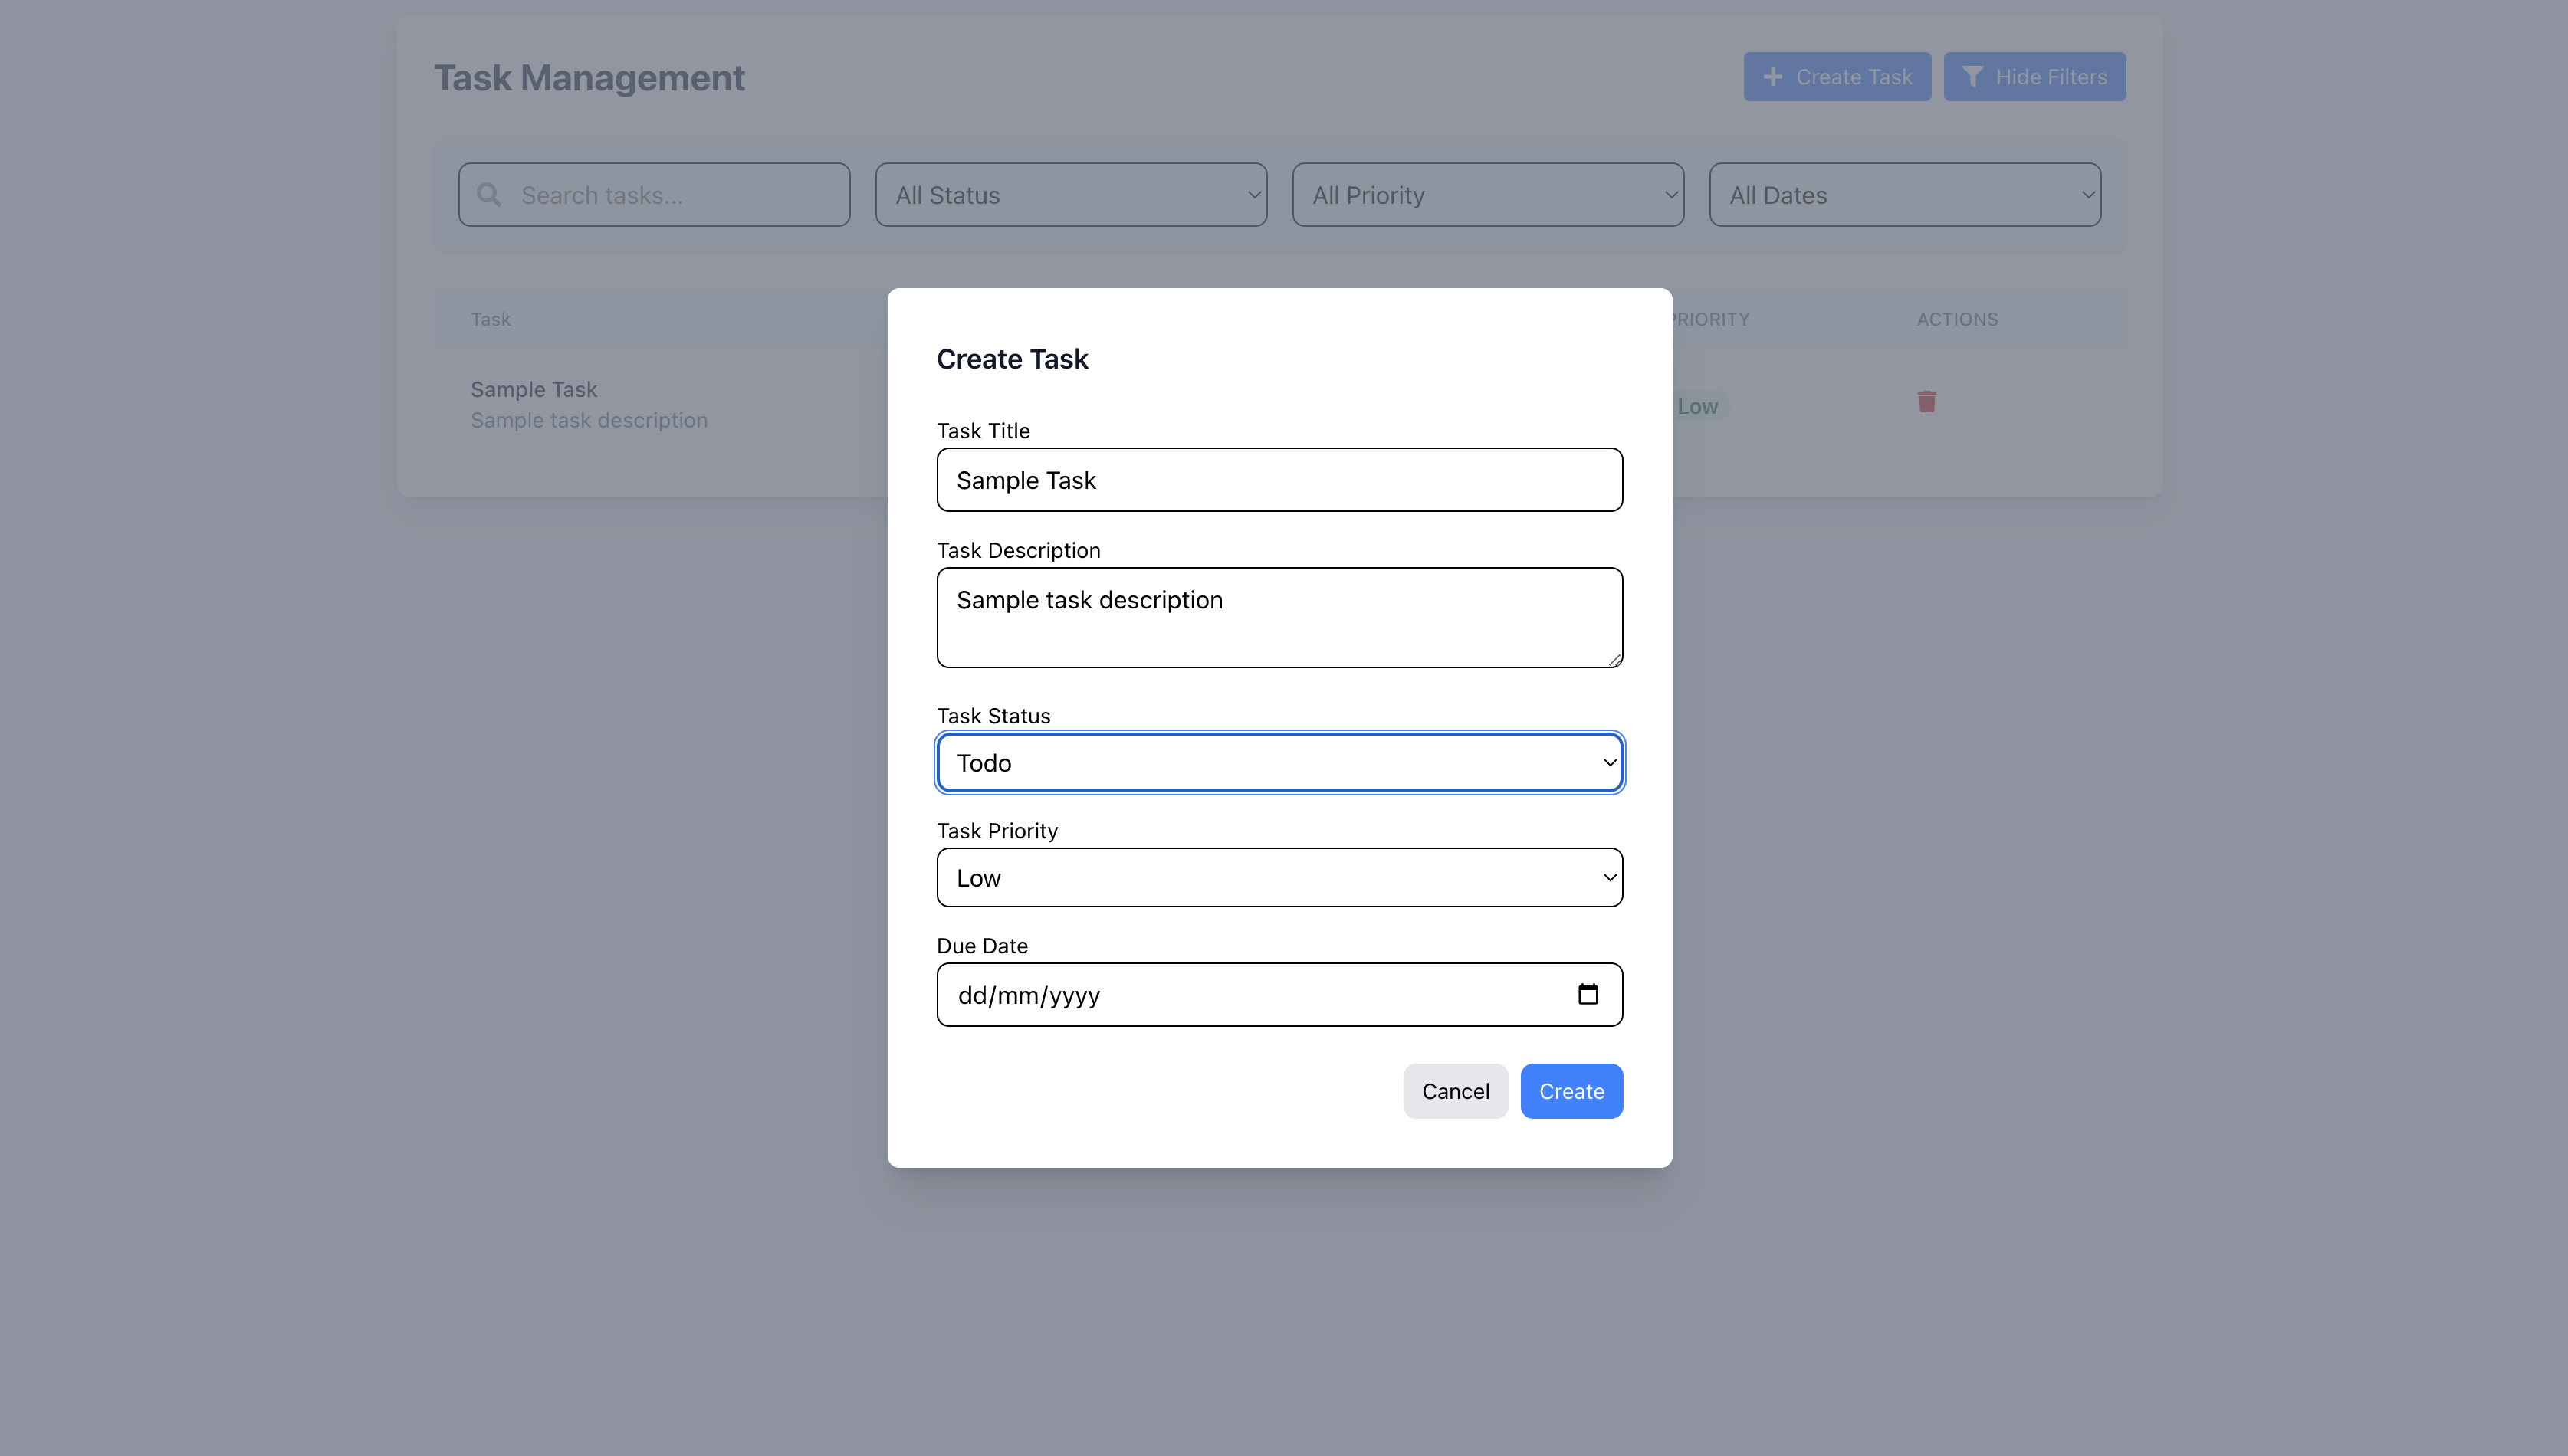 Task Management
Create Task
Hide Filters
Search tasks...
All Status
All Priority
All Dates
Task
PRIORITY
ACTIONS
Sample Task
Sample task description
Low
Create Task
Task Title
Sample Task
Task Description
Sample task description
Task Status
Todo
Task Priority
Low
Due Date
dd/mm/yyyy
Cancel
Create